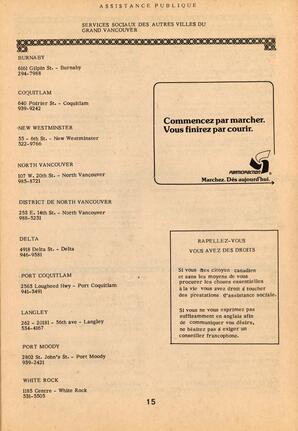 ASSISTANCE PUBLIQUE
SERVICES SOCIAUX DES AUTRES VILLES DU
GRAND VANCOUVER
BURNABY
6161 Gilpin St. - Burnaby
294-7988
COQUITLAM
640 Poirier St. - Coquitlam
939-9242
NEW WESTMINSTER
55 - 6th St. - New Westminster
522-9766
NORTH VANCOUVER
107 W. 20th St. - North Vancouver
985-8721
DISTRICT DE NORTH VANCOUVER
252 E. 14th St. - North Vancouver
988-5231
DELTA
4918 Delta St. - Delta
946-9581
PORT COQUITLAM
2563 Lougheed Hwy - Port Coquitlam
941-3491
LANGLEY
262 - 20181 - 56th ave - Langley
534-4167
PORT MOODY
2802 St. John's St. - Port Moody
939-2421
WHITE ROCK
1185 Centre - White Rock
531-5505
Commencez par marcher.
Vous finirez par courir.
PARTICIPACTION
Marchez. Dès aujourd'hui.
RAPPELEZ-VOUS
VOUS AVEZ DES DROITS
Si vous êtes citoyen canadien
et sans les moyens de vous
procurer les choses essentielles
à la vie vous avez droit à toucher
des prestations d'assistance sociale.
Si vous ne vous exprimez pas
suffisamment en anglais afin
de communiquer vos désirs,
ne hésitez pas à exiger un
conseiller francophone.
15